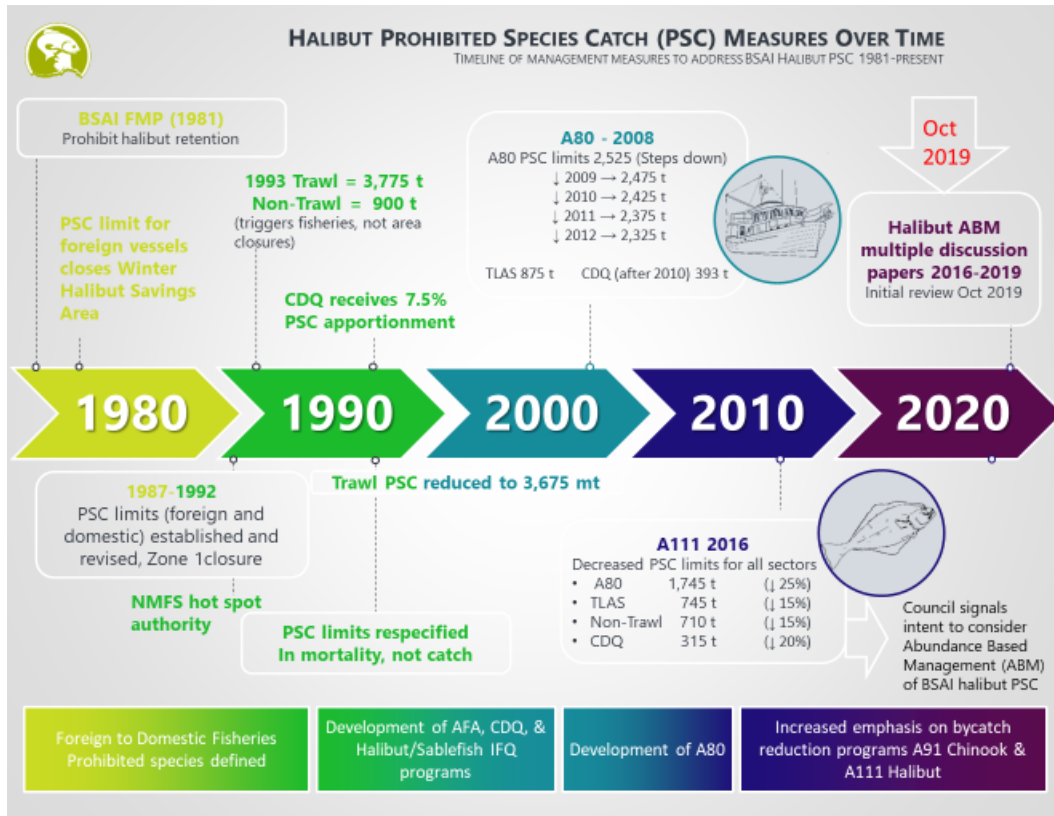 HALIBUT PROHIBITED SPECIES CATCH (PSC) MEASURES OVER TIME
TIMELINE OF MANAGEMENT MEASURES TO ADDRESS BSAI HALIBUT PSC 1981-PRESENT
BSAI FMP (1981)
Prohibit halibut retention
PSC limit for
foreign vessels
closes Winter
Halibut Savings
Area
1993 Trawl = 3,775 t
Non-Trawl = 900 t
(triggers fisheries, not area
closures)
CDQ receives 7.5%
PSC apportionment
A80 - 2008
A80 PSC limits 2,525 (Steps down)
↓ 2009 → 2,475 t
↓ 2010 → 2,425 t
↓ 2011 → 2,375 t
↓ 2012 → 2,325 t
TLAS 875 t CDQ (after 2010) 393 t
Oct
2019
Halibut ABM
multiple discussion
papers 2016-2019
Initial review Oct 2019
1980
1990
2000
2010
2020
1987-1992
PSC limits (foreign and
domestic) established and
revised, Zone 1closure
NMFS hot spot
authority
Trawl PSC reduced to 3,675 mt
PSC limits respecified
In mortality, not catch
A111 2016
Decreased PSC limits for all sectors
• A80 1,745 t (↓ 25%)
• TLAS 745 t (↓ 15%)
• Non-Trawl 710 t (↓ 15%)
• CDQ 315 t (↓ 20%)
Council signals
intent to consider
Abundance Based
Management (ABM)
of BSAI halibut PSC
Foreign to Domestic Fisheries
Prohibited species defined
Development of AFA, CDQ, &
Halibut/Sablefish IFQ
programs
Development of A80
Increased emphasis on bycatch
reduction programs A91 Chinook &
A111 Halibut